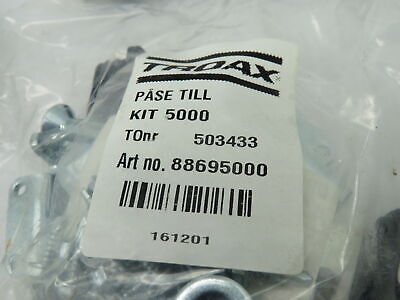 TROAX
PÅSE TILL
KIT 5000
TOnr 503433
Art no. 88695000
161201